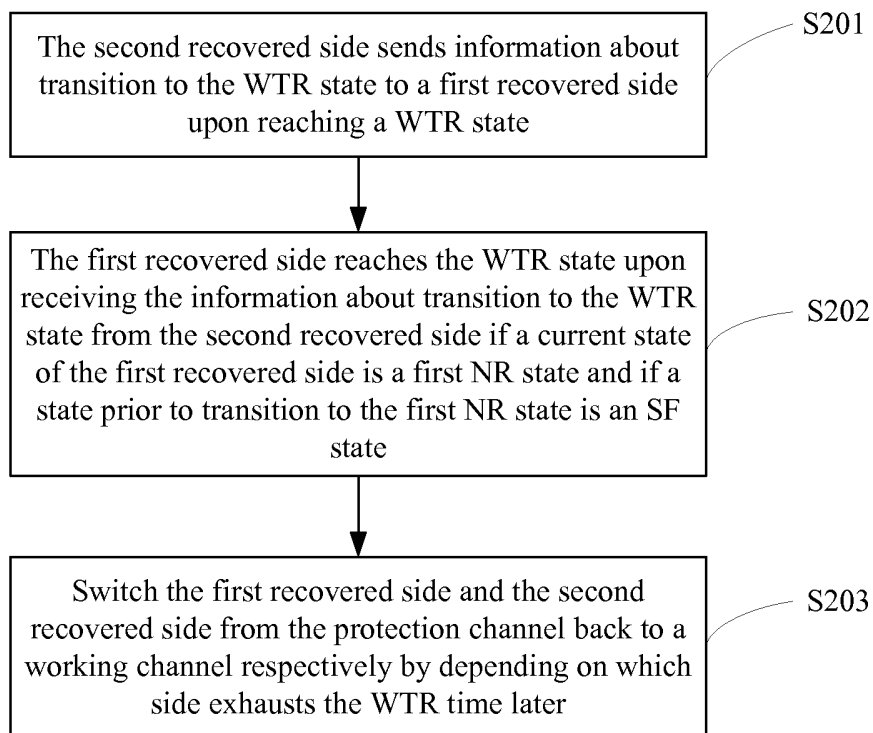 The second recovered side sends information about
transition to the WTR state to a first recovered side
upon reaching a WTR state
S201
The first recovered side reaches the WTR state upon
receiving the information about transition to the WTR
state from the second recovered side if a current state
of the first recovered side is a first NR state and if a
state prior to transition to the first NR state is an SF
state
S202
Switch the first recovered side and the second
recovered side from the protection channel back to a
working channel respectively by depending on which
side exhausts the WTR time later
S203